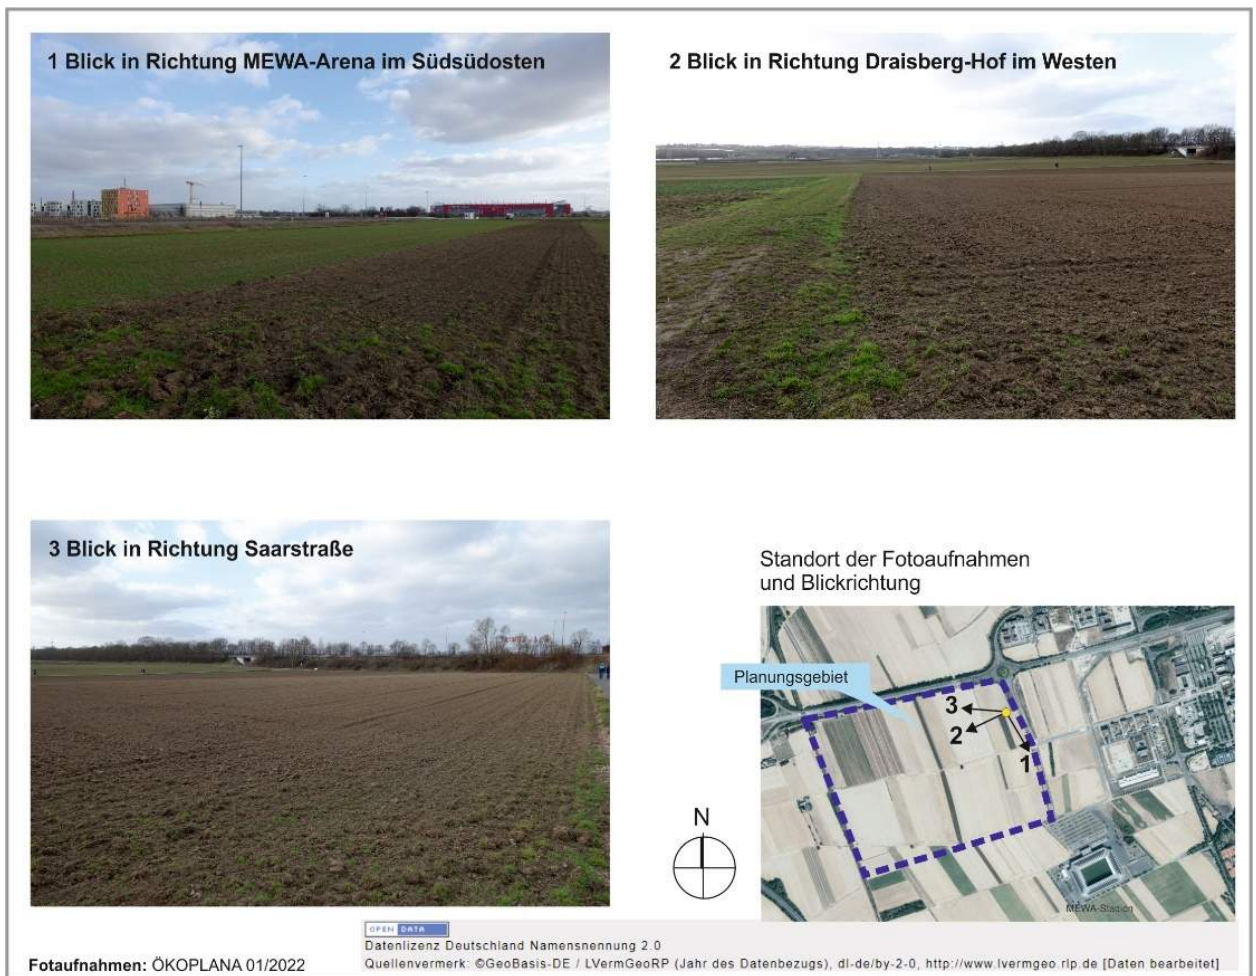 1 Blick in Richtung MEWA-Arena im Südsüdosten
2 Blick in Richtung Draisberg-Hof im Westen
3 Blick in Richtung Saarstraße
Standort der Fotoaufnahmen
und Blickrichtung
Planungsgebiet
3
2
1
N
MEWA-Stadion
OPEN DATA
Datenlizenz Deutschland Namensnennung 2.0
Quellenvermerk: ©GeoBasis-DE / LVermGeoRP (Jahr des Datenbezugs), dl-de/by-2-0, http://www.lvermgeo.rlp.de [Daten bearbeitet]
Fotaufnahmen: ÖKOPLANA 01/2022